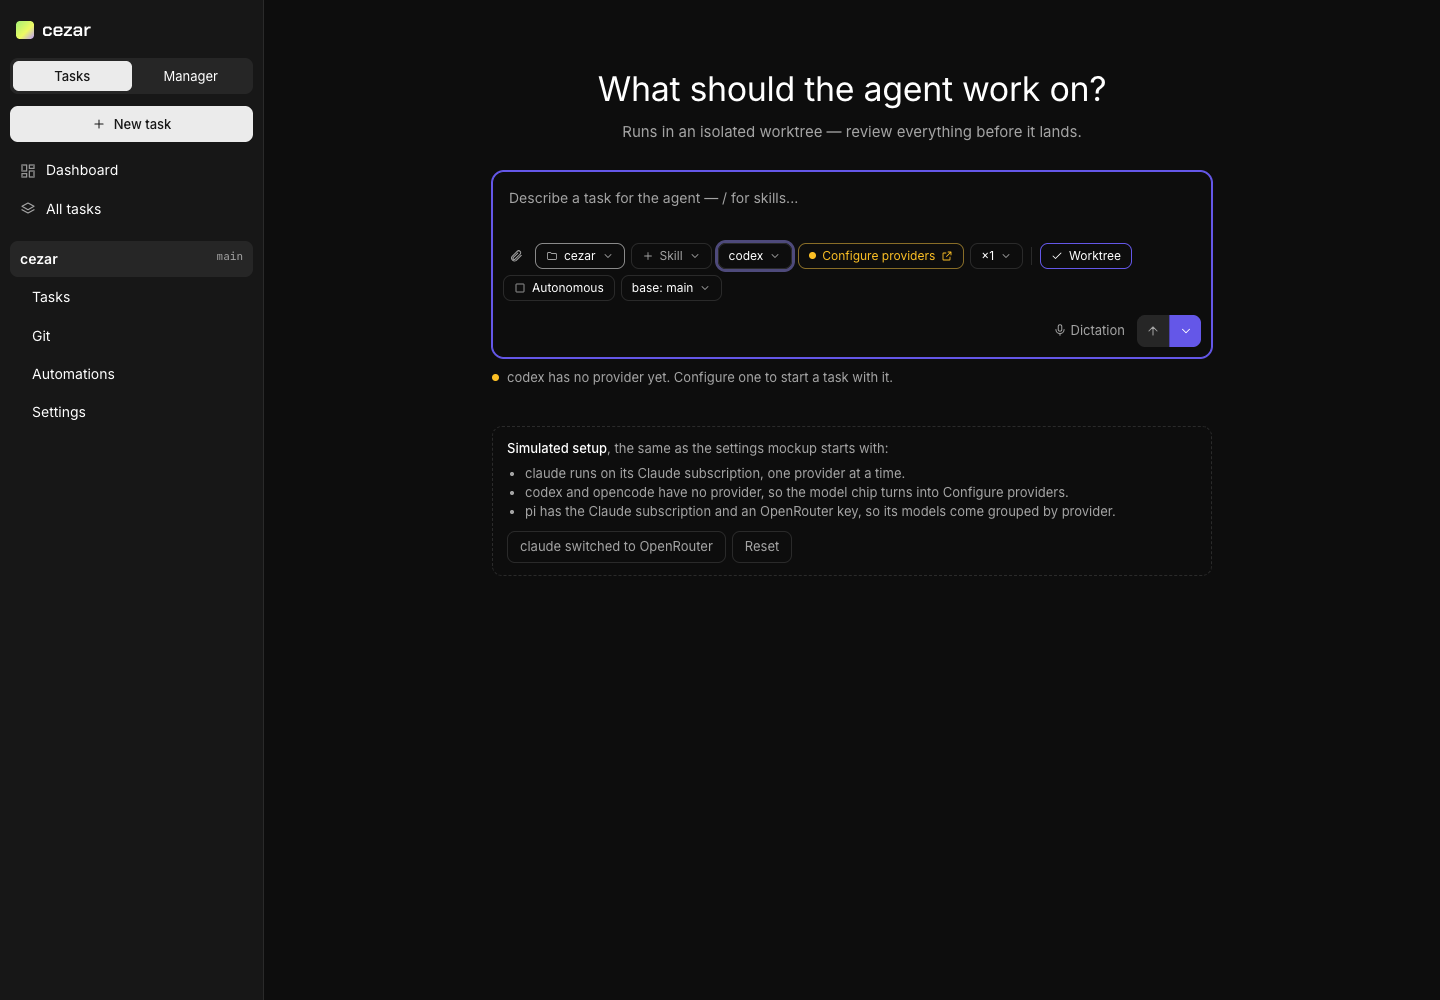 cezar
Tasks
Manager
New task
Dashboard
All tasks
cezar
main
Tasks
Git
Automations
Settings
What should the agent work on?
Runs in an isolated worktree — review everything before it lands.
Describe a task for the agent — / for skills...
cezar
Skill
codex
Configure providers
×1
Worktree
Autonomous
base: main
Dictation
codex has no provider yet. Configure one to start a task with it.
Simulated setup, the same as the settings mockup starts with:
• claude runs on its Claude subscription, one provider at a time.
• codex and opencode have no provider, so the model chip turns into Configure providers.
• pi has the Claude subscription and an OpenRouter key, so its models come grouped by provider.
claude switched to OpenRouter
Reset